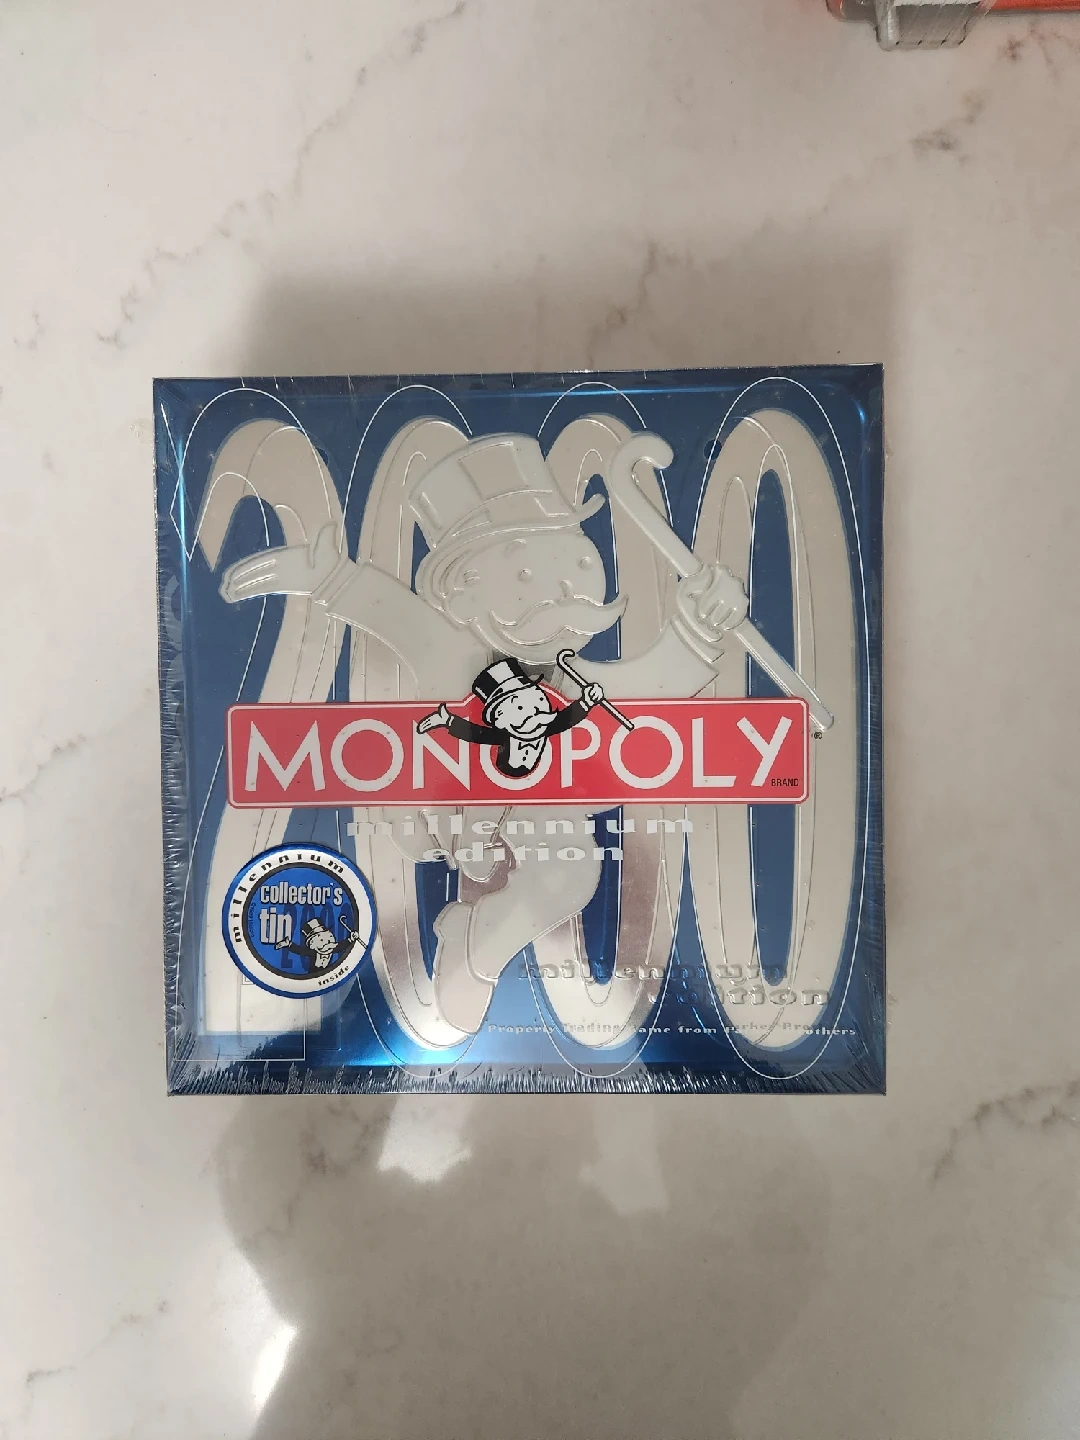 2000
MONOPOLY
®
BRAND
millennium
edition
millennium
collector's
tin
inside
millennium
edition
Property Trading Game from Parker Brothers